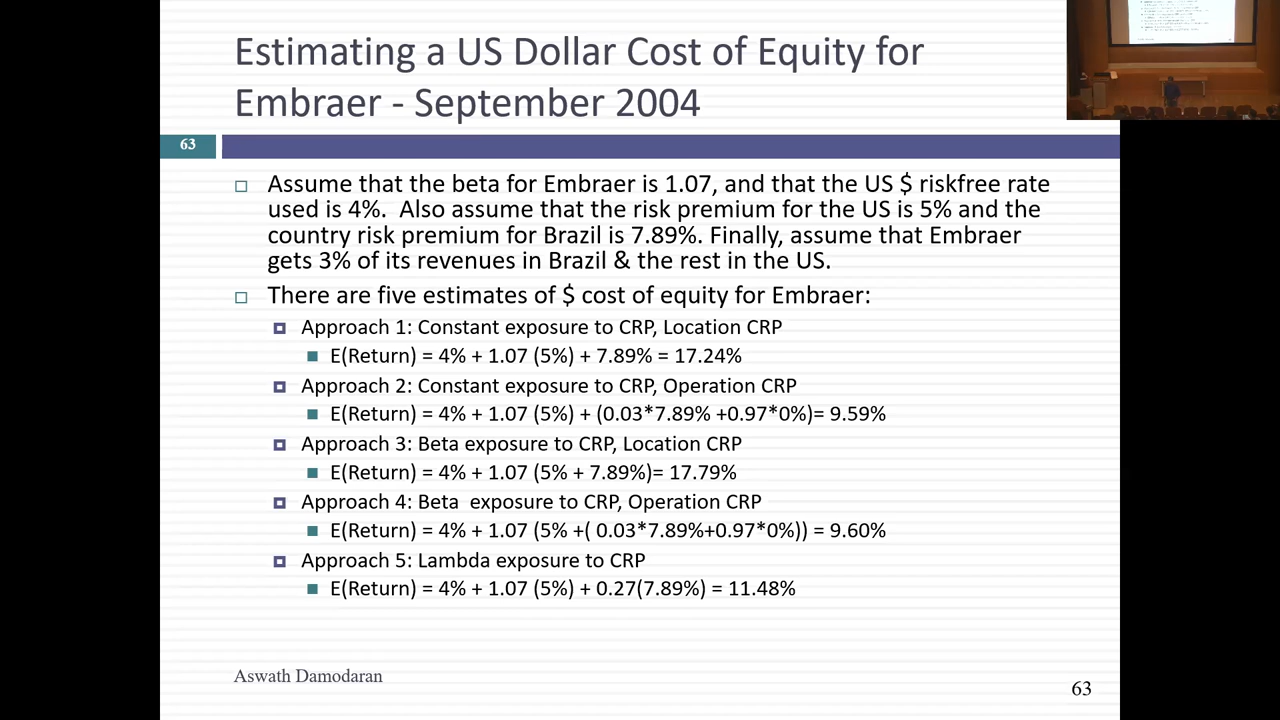 Estimating a US Dollar Cost of Equity for
Embraer - September 2004
63
Assume that the beta for Embraer is 1.07, and that the US $ riskfree rate
used is 4%.  Also assume that the risk premium for the US is 5% and the
country risk premium for Brazil is 7.89%. Finally, assume that Embraer
gets 3% of its revenues in Brazil & the rest in the US.
There are five estimates of $ cost of equity for Embraer:
Approach 1: Constant exposure to CRP, Location CRP
E(Return) = 4% + 1.07 (5%) + 7.89% = 17.24%
Approach 2: Constant exposure to CRP, Operation CRP
E(Return) = 4% + 1.07 (5%) + (0.03*7.89% +0.97*0%)= 9.59%
Approach 3: Beta exposure to CRP, Location CRP
E(Return) = 4% + 1.07 (5% + 7.89%)= 17.79%
Approach 4: Beta  exposure to CRP, Operation CRP
E(Return) = 4% + 1.07 (5% +( 0.03*7.89%+0.97*0%)) = 9.60%
Approach 5: Lambda exposure to CRP
E(Return) = 4% + 1.07 (5%) + 0.27(7.89%) = 11.48%
Aswath Damodaran
63